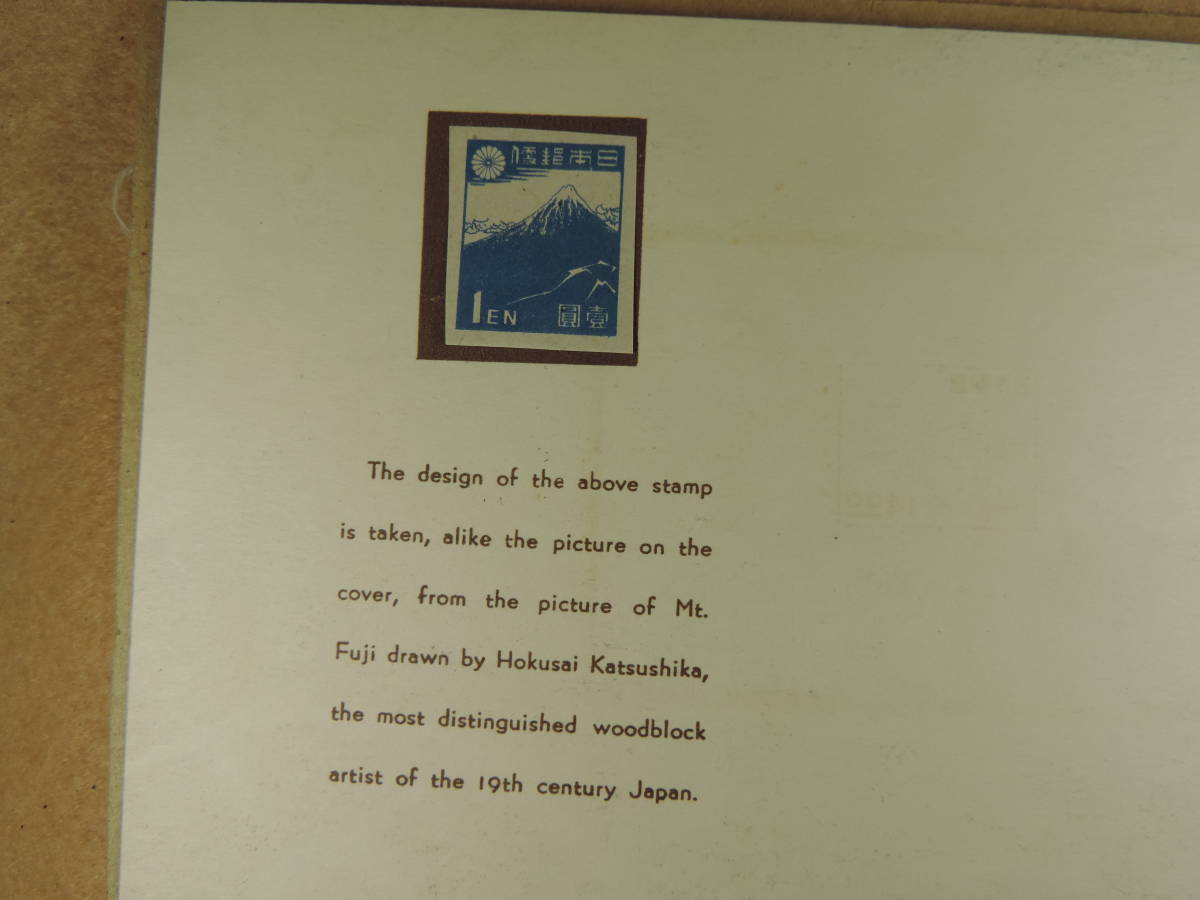 便郵本日
1 EN 圓壹
The design of the above stamp
is taken, alike the picture on the
cover, from the picture of Mt.
Fuji drawn by Hokusai Katsushika,
the most distinguished woodblock
artist of the 19th century Japan.